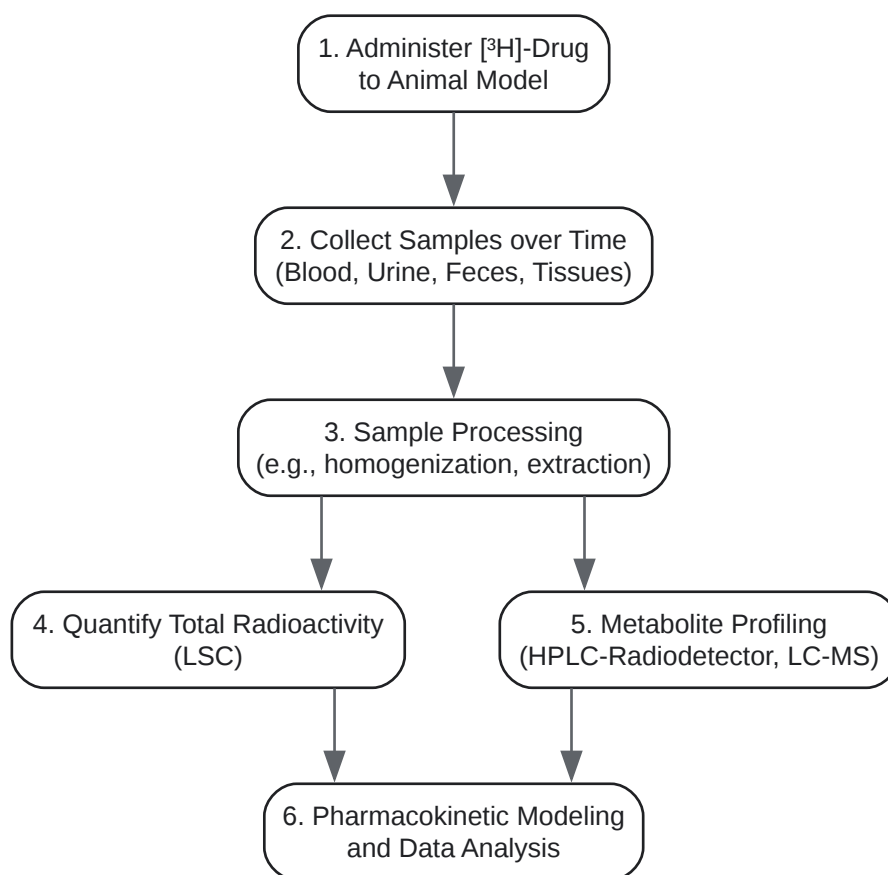 1. Administer [³H]-Drug
to Animal Model
2. Collect Samples over Time
(Blood, Urine, Feces, Tissues)
3. Sample Processing
(e.g., homogenization, extraction)
4. Quantify Total Radioactivity
(LSC)
5. Metabolite Profiling
(HPLC-Radiodetector, LC-MS)
6. Pharmacokinetic Modeling
and Data Analysis